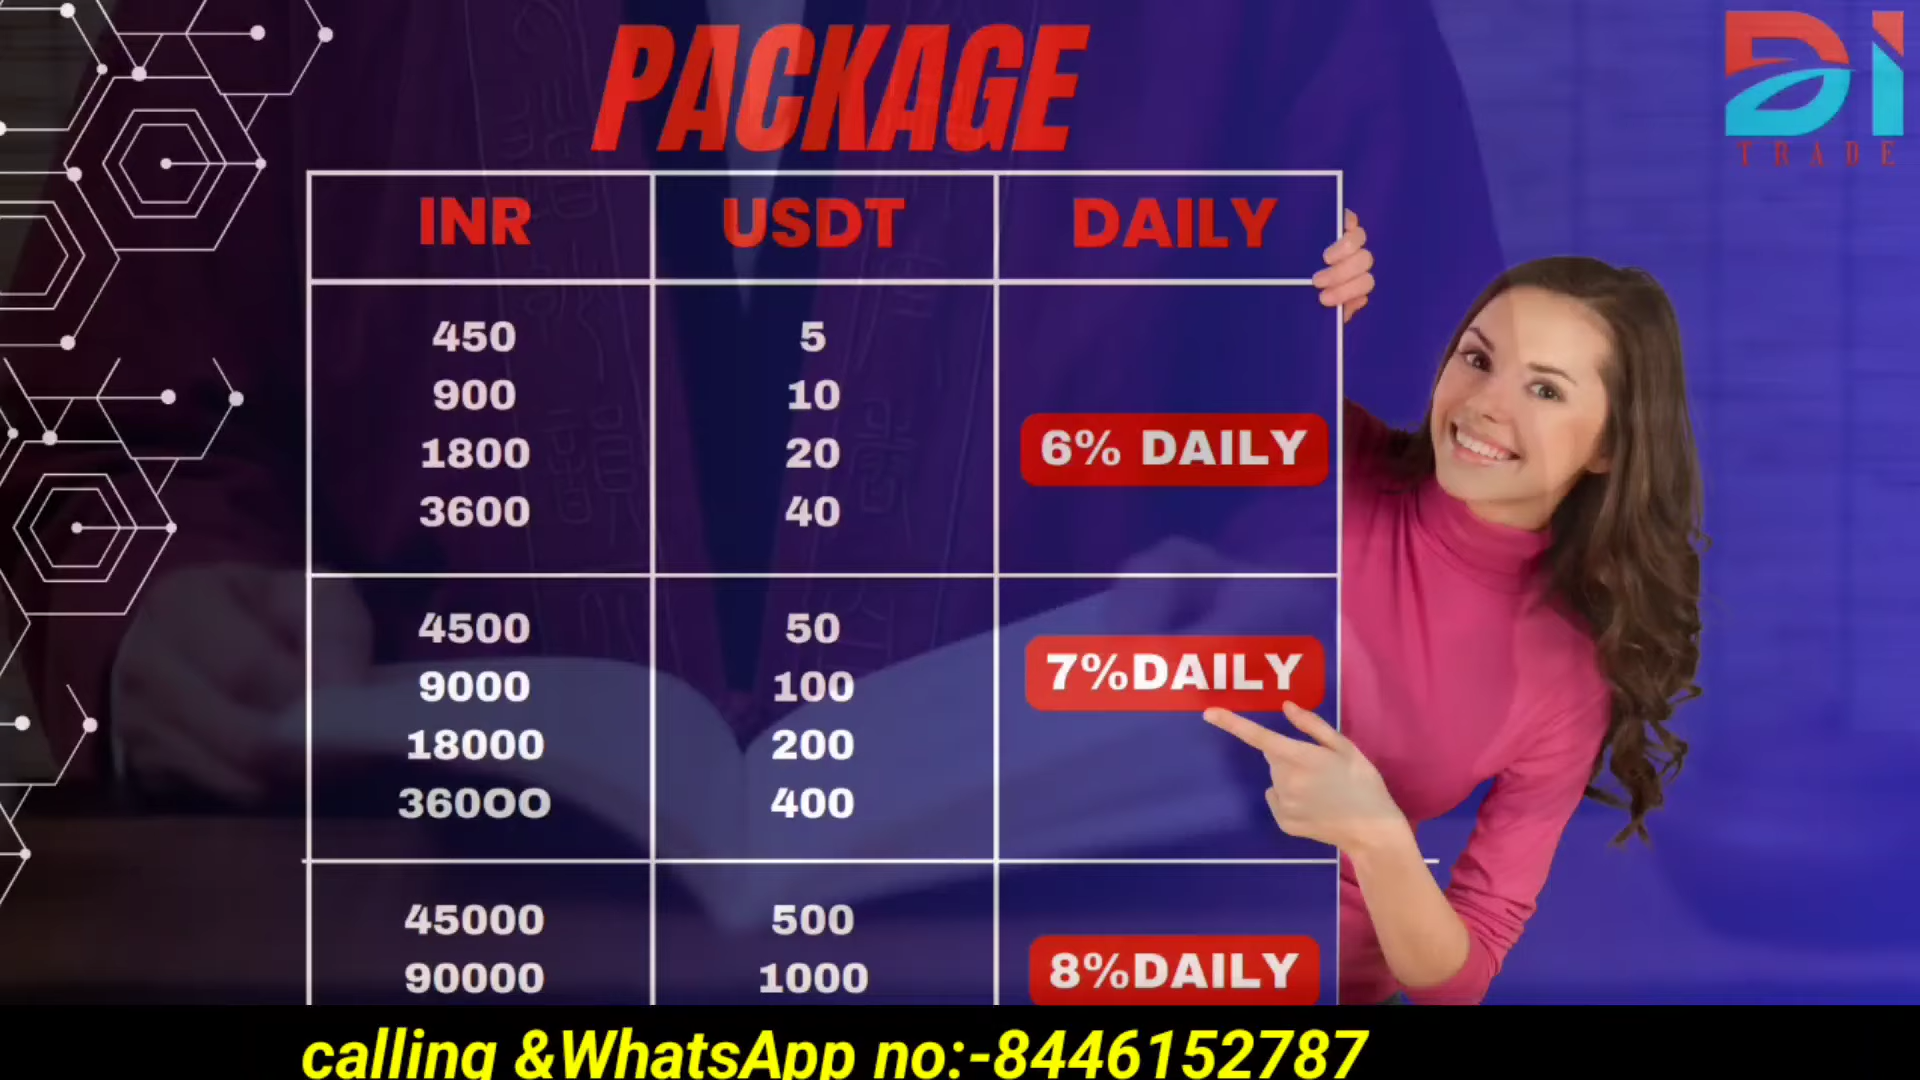 PACKAGE
DI
TRADE
INR USDT DAILY
450 5
900 10
1800 20
3600 40
6% DAILY
4500 50
9000 100
18000 200
36000 400
7%DAILY
45000 500
90000 1000
8%DAILY
calling &WhatsApp no:-8446152787